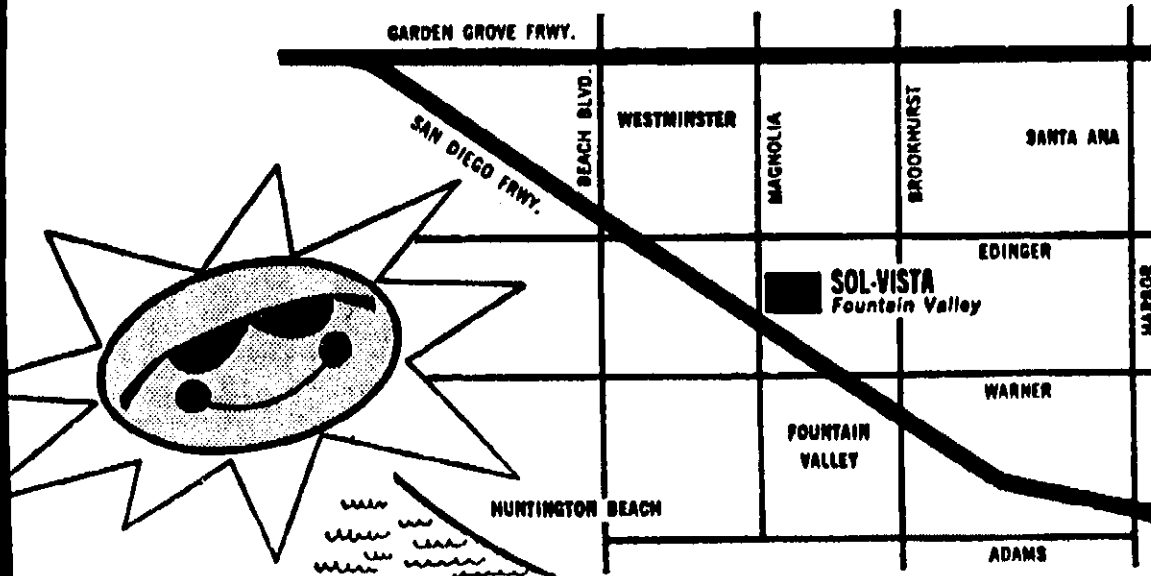 GARDEN GROVE FRWY.
BEACH BLVD.
WESTMINSTER
MAGNOLIA
BROOKHURST
SANTA ANA
SAN DIEGO FRWY.
EDINGER
SOL-VISTA
Fountain Valley
HARBOR
WARNER
FOUNTAIN
VALLEY
HUNTINGTON BEACH
ADAMS